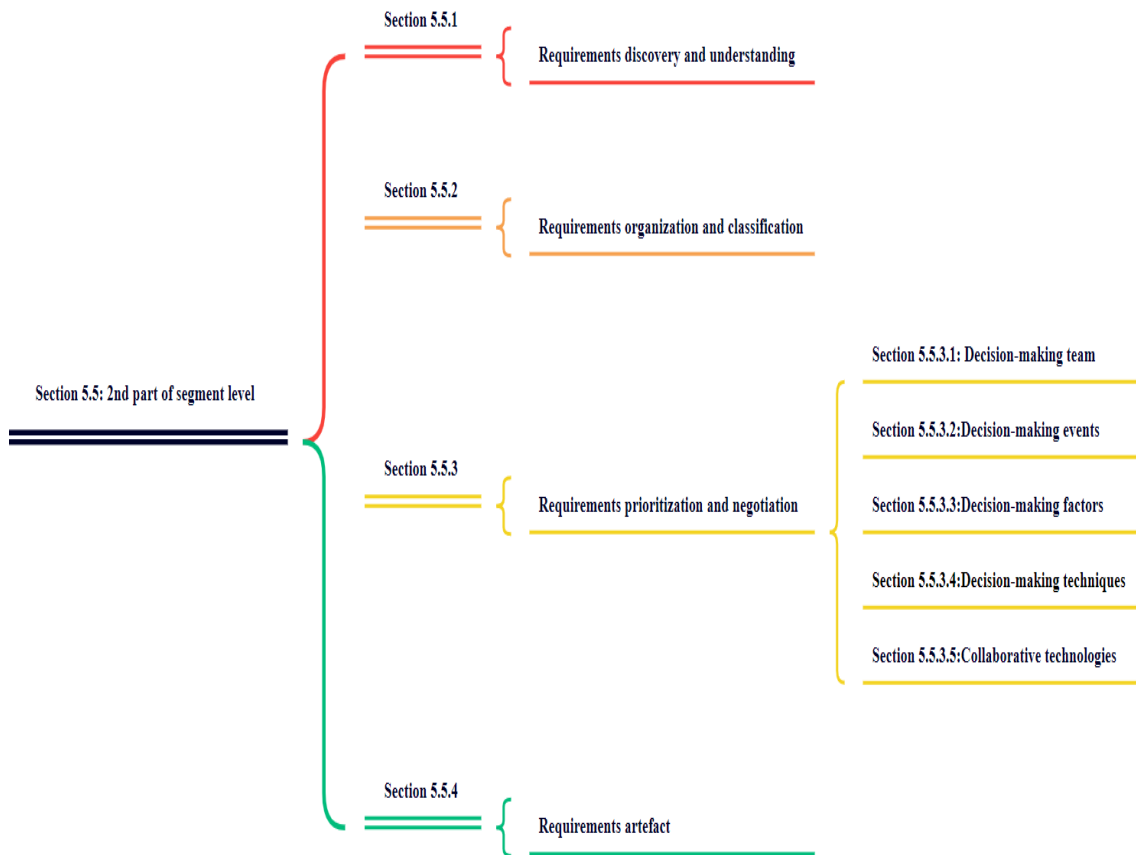 Section 5.5.1
Requirements discovery and understanding
Section 5.5.2
Requirements organization and classification
Section 5.5.3.1: Decision-making team
Section 5.5: 2nd part of segment level
Section 5.5.3.2:Decision-making events
Section 5.5.3
Requirements prioritization and negotiation
Section 5.5.3.3:Decision-making factors
Section 5.5.3.4:Decision-making techniques
Section 5.5.3.5:Collaborative technologies
Section 5.5.4
Requirements artefact